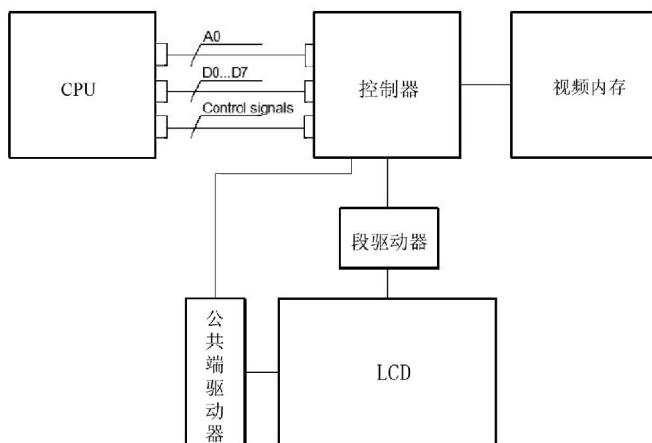 A0
D0...D7
Control signals
CPU
控制器
视频内存
段驱动器
公共端驱动器
LCD